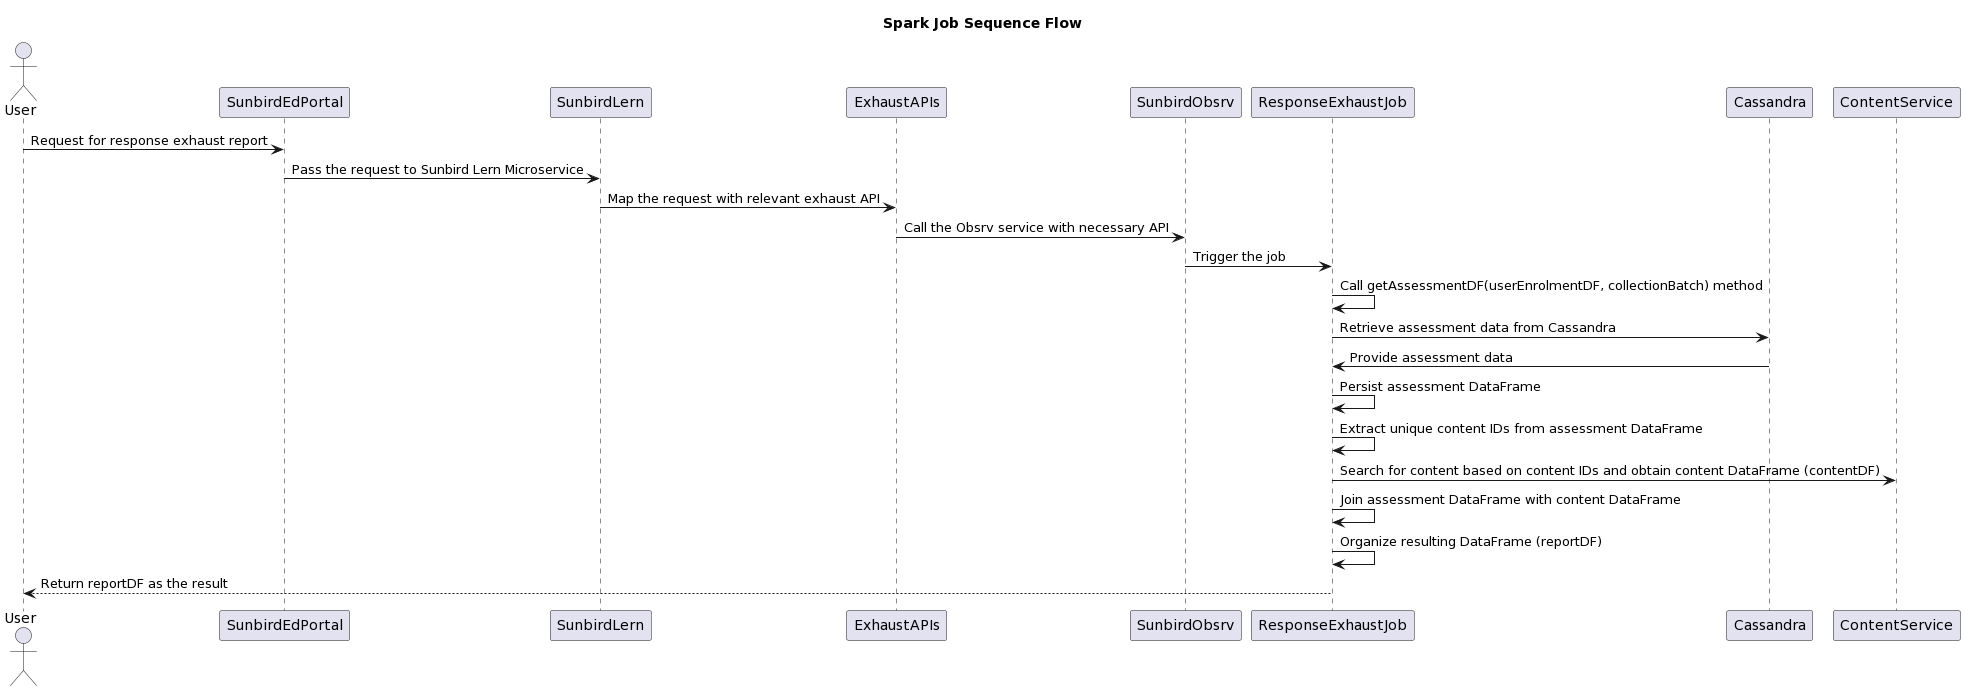 Spark Job Sequence Flow
User
SunbirdEdPortal
SunbirdLern
ExhaustAPIs
SunbirdObsrv
ResponseExhaustJob
Cassandra
ContentService
Request for response exhaust report
Pass the request to Sunbird Lern Microservice
Map the request with relevant exhaust API
Call the Obsrv service with necessary API
Trigger the job
Call getAssessmentDF(userEnrolmentDF, collectionBatch) method
Retrieve assessment data from Cassandra
Provide assessment data
Persist assessment DataFrame
Extract unique content IDs from assessment DataFrame
Search for content based on content IDs and obtain content DataFrame (contentDF)
Join assessment DataFrame with content DataFrame
Organize resulting DataFrame (reportDF)
Return reportDF as the result
User
SunbirdEdPortal
SunbirdLern
ExhaustAPIs
SunbirdObsrv
ResponseExhaustJob
Cassandra
ContentService